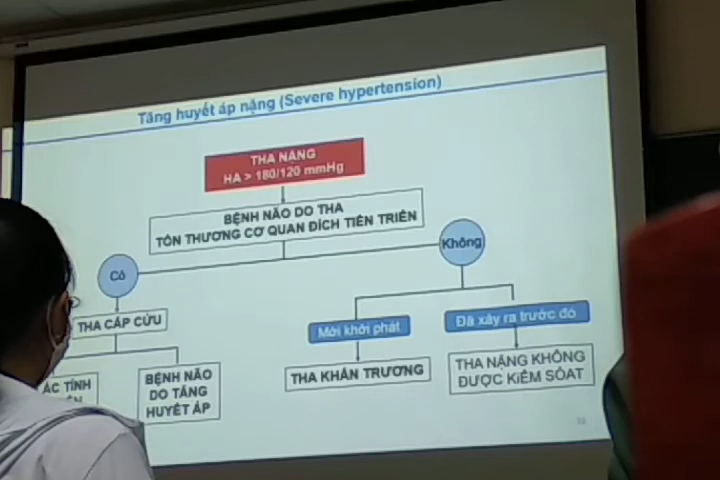 Tăng huyết áp nặng (Severe hypertension)
THA NẶNG
HA > 180/120 mmHg
BỆNH NÃO DO THA
TỔN THƯƠNG CƠ QUAN ĐÍCH TIẾN TRIỂN
Có
Không
THA CẤP CỨU
Mới khởi phát
Đã xảy ra trước đó
ÁC TÍNH
BỆNH NÃO
DO TĂNG
HUYẾT ÁP
THA KHẨN TRƯƠNG
THA NẶNG KHÔNG
ĐƯỢC KiỂM SOÁT